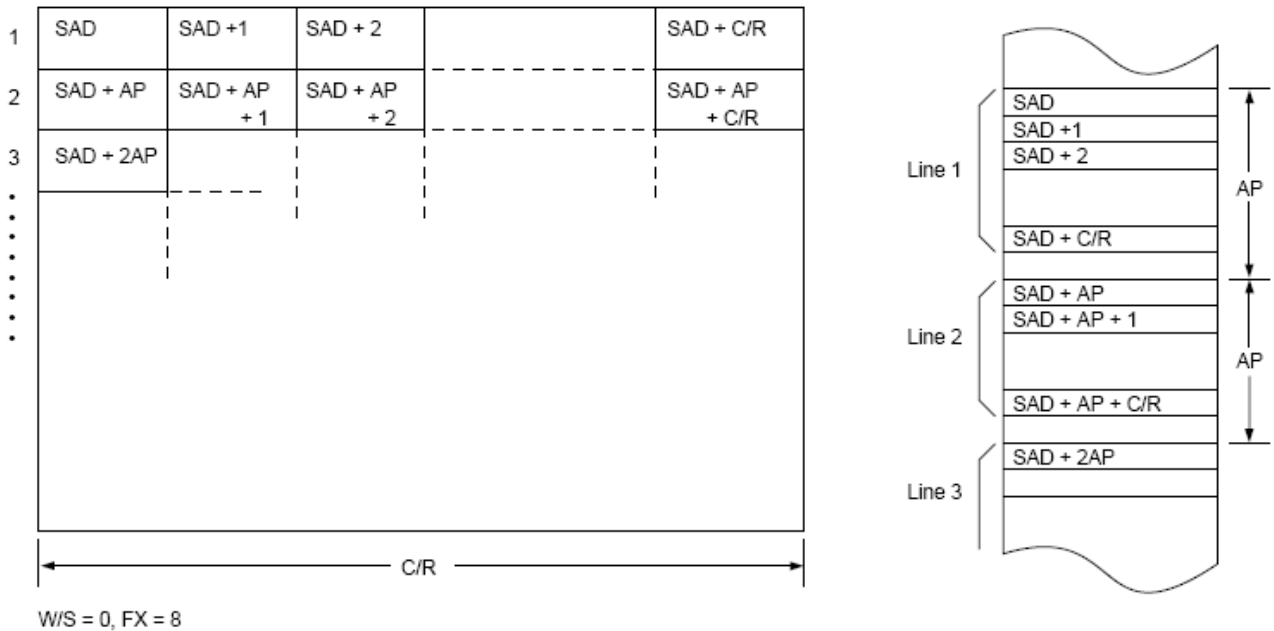 1 SAD SAD +1 SAD + 2 SAD + C/R
2 SAD + AP SAD + AP + 1 SAD + AP + 2 SAD + AP + C/R
3 SAD + 2AP
C/R
W/S = 0, FX = 8
Line 1
SAD
SAD +1
SAD + 2
SAD + C/R
AP
Line 2
SAD + AP
SAD + AP + 1
SAD + AP + C/R
AP
Line 3
SAD + 2AP